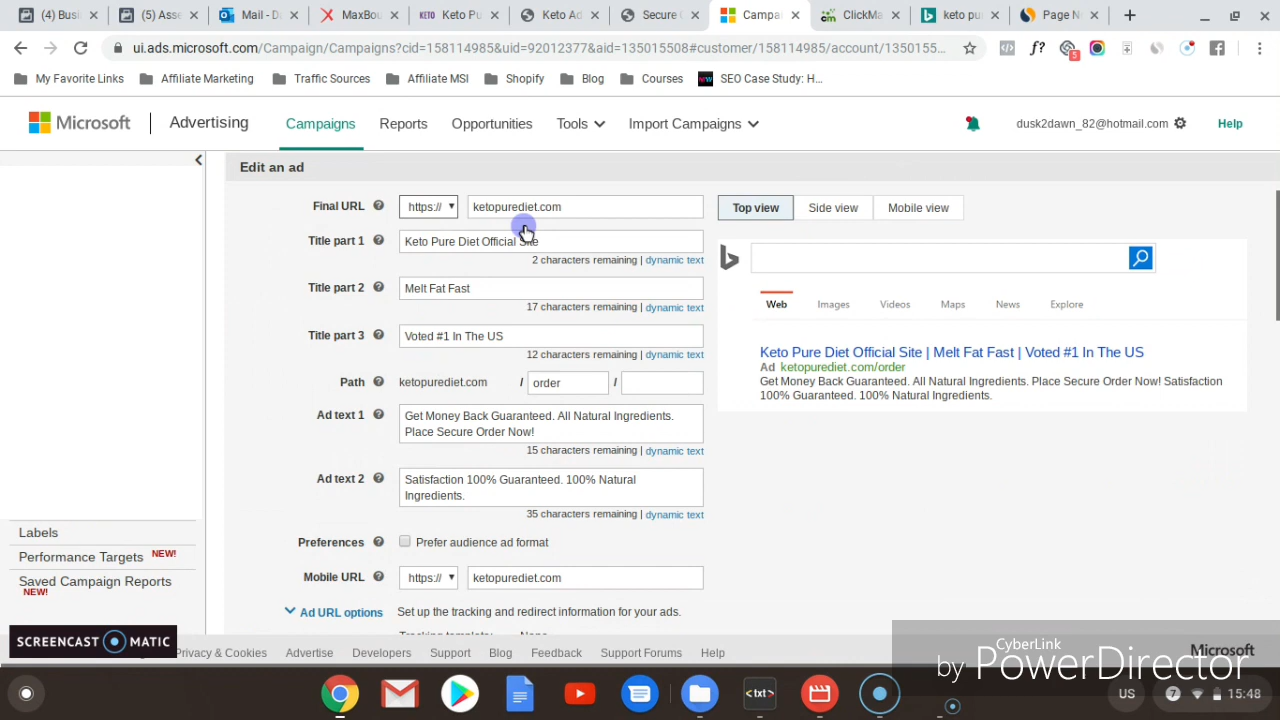 (4) Busi
(5) Asse
Mail - D
MaxBou
KETO Keto Pu
Keto Ad
Secure
Campa
ClickMa
keto pu
Page N
ui.ads.microsoft.com/Campaign/Campaigns?cid=158114985&uid=92012377&aid=135015508#customer/158114985/account/1350155...
f?
5
My Favorite Links
Affiliate Marketing
Traffic Sources
Affiliate MSI
Shopify
Blog
Courses
NEW SEO Case Study: H...
Microsoft
Advertising
Campaigns
Reports
Opportunities
Tools
Import Campaigns
dusk2dawn_82@hotmail.com
Help
Edit an ad
Final URL ? https:// ketopurediet.com
Title part 1 ? Keto Pure Diet Official Site
2 characters remaining | dynamic text
Title part 2 ? Melt Fat Fast
17 characters remaining | dynamic text
Title part 3 ? Voted #1 In The US
12 characters remaining | dynamic text
Path ? ketopurediet.com / order /
Ad text 1 ? Get Money Back Guaranteed. All Natural Ingredients.
Place Secure Order Now!
15 characters remaining | dynamic text
Ad text 2 ? Satisfaction 100% Guaranteed. 100% Natural
Ingredients.
35 characters remaining | dynamic text
Preferences ? Prefer audience ad format
Mobile URL ? https:// ketopurediet.com
Ad URL options Set up the tracking and redirect information for your ads.
Tracking template: None
Top view
Side view
Mobile view
b
Web
Images
Videos
Maps
News
Explore
Keto Pure Diet Official Site | Melt Fat Fast | Voted #1 In The US
Ad ketopurediet.com/order
Get Money Back Guaranteed. All Natural Ingredients. Place Secure Order Now! Satisfaction
100% Guaranteed. 100% Natural Ingredients.
Labels
Performance Targets NEW!
Saved Campaign Reports
NEW!
SCREENCAST MATIC
Privacy & Cookies
Advertise
Developers
Support
Blog
Feedback
Support Forums
Help
Microsoft
CyberLink
by PowerDirector
<txt>
US
7
15:48